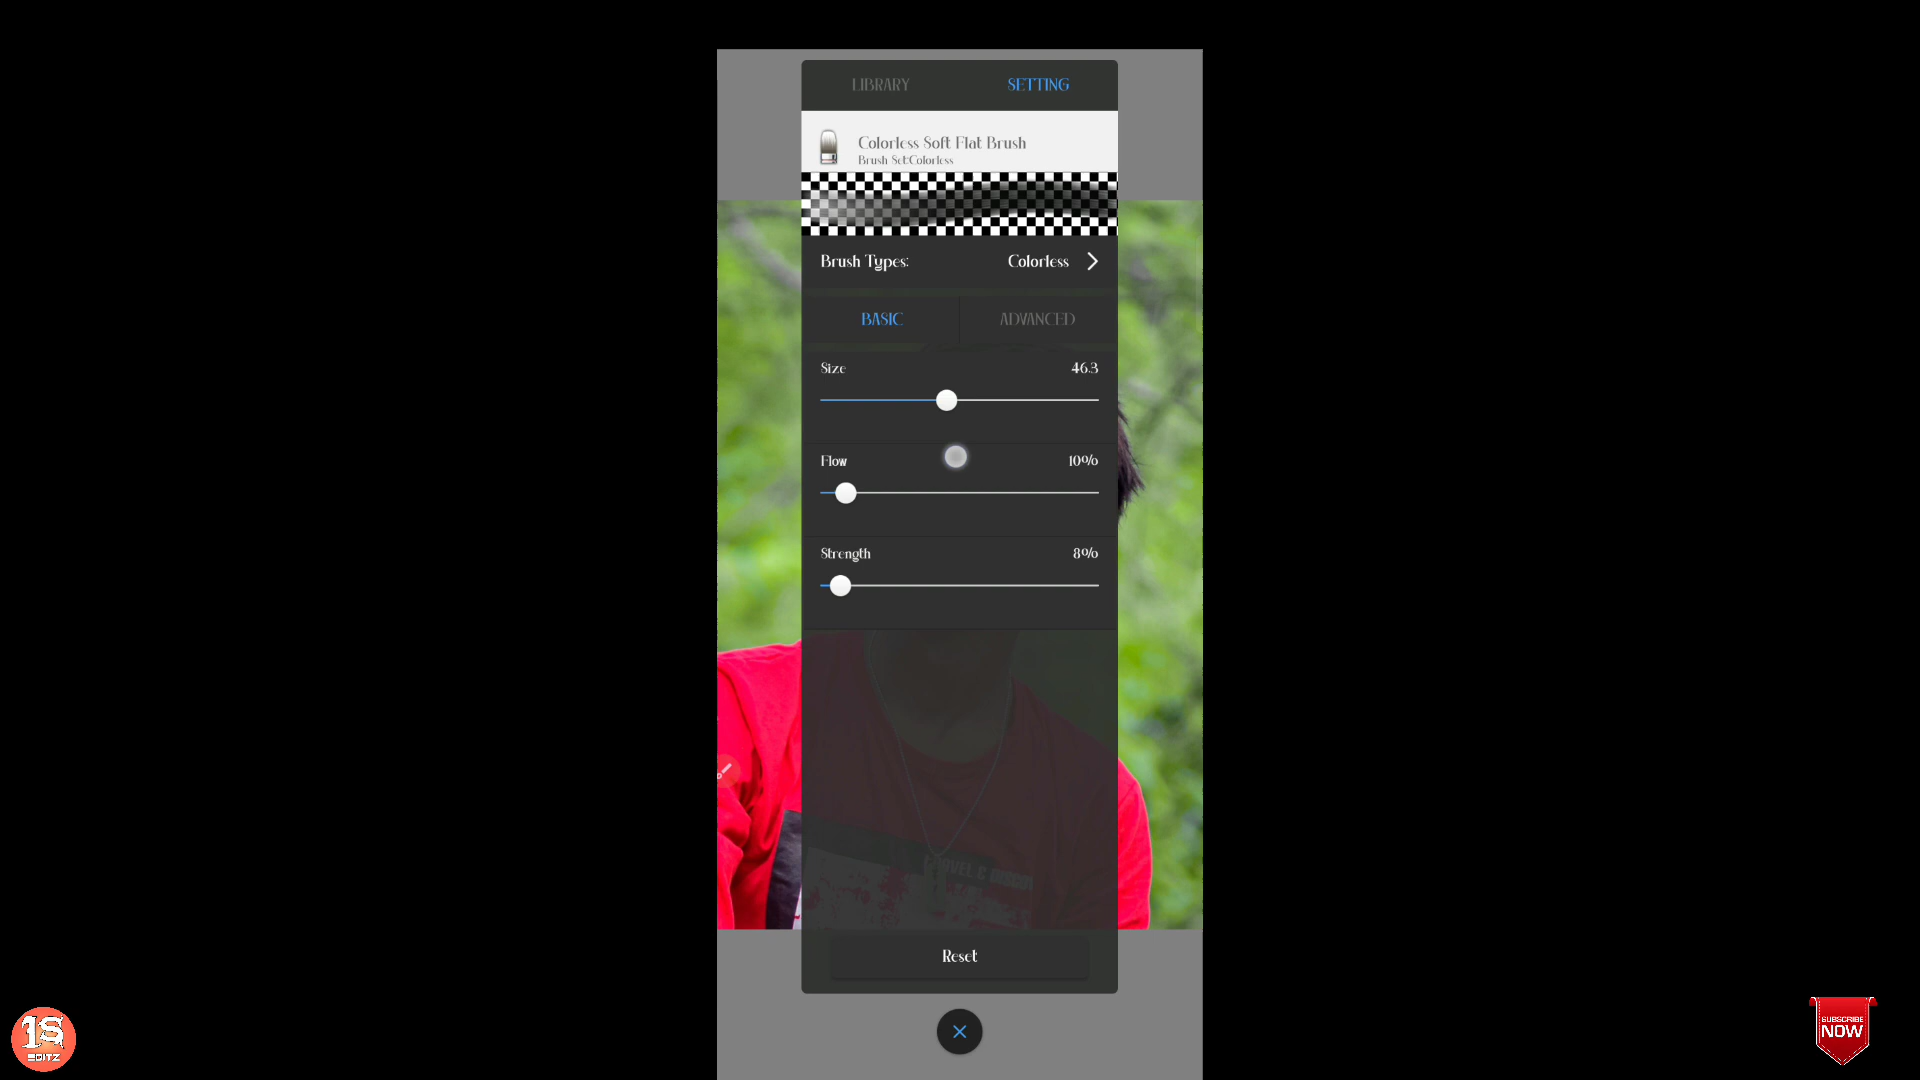 LIBRARY SETTING
Colorless Soft Flat Brush
Brush Set:Colorless
Brush Types: Colorless
BASIC ADVANCED
Size 46.3
Flow 10%
Strength 8%
Reset
1S
EDITZ
SUBSCRIBE
NOW